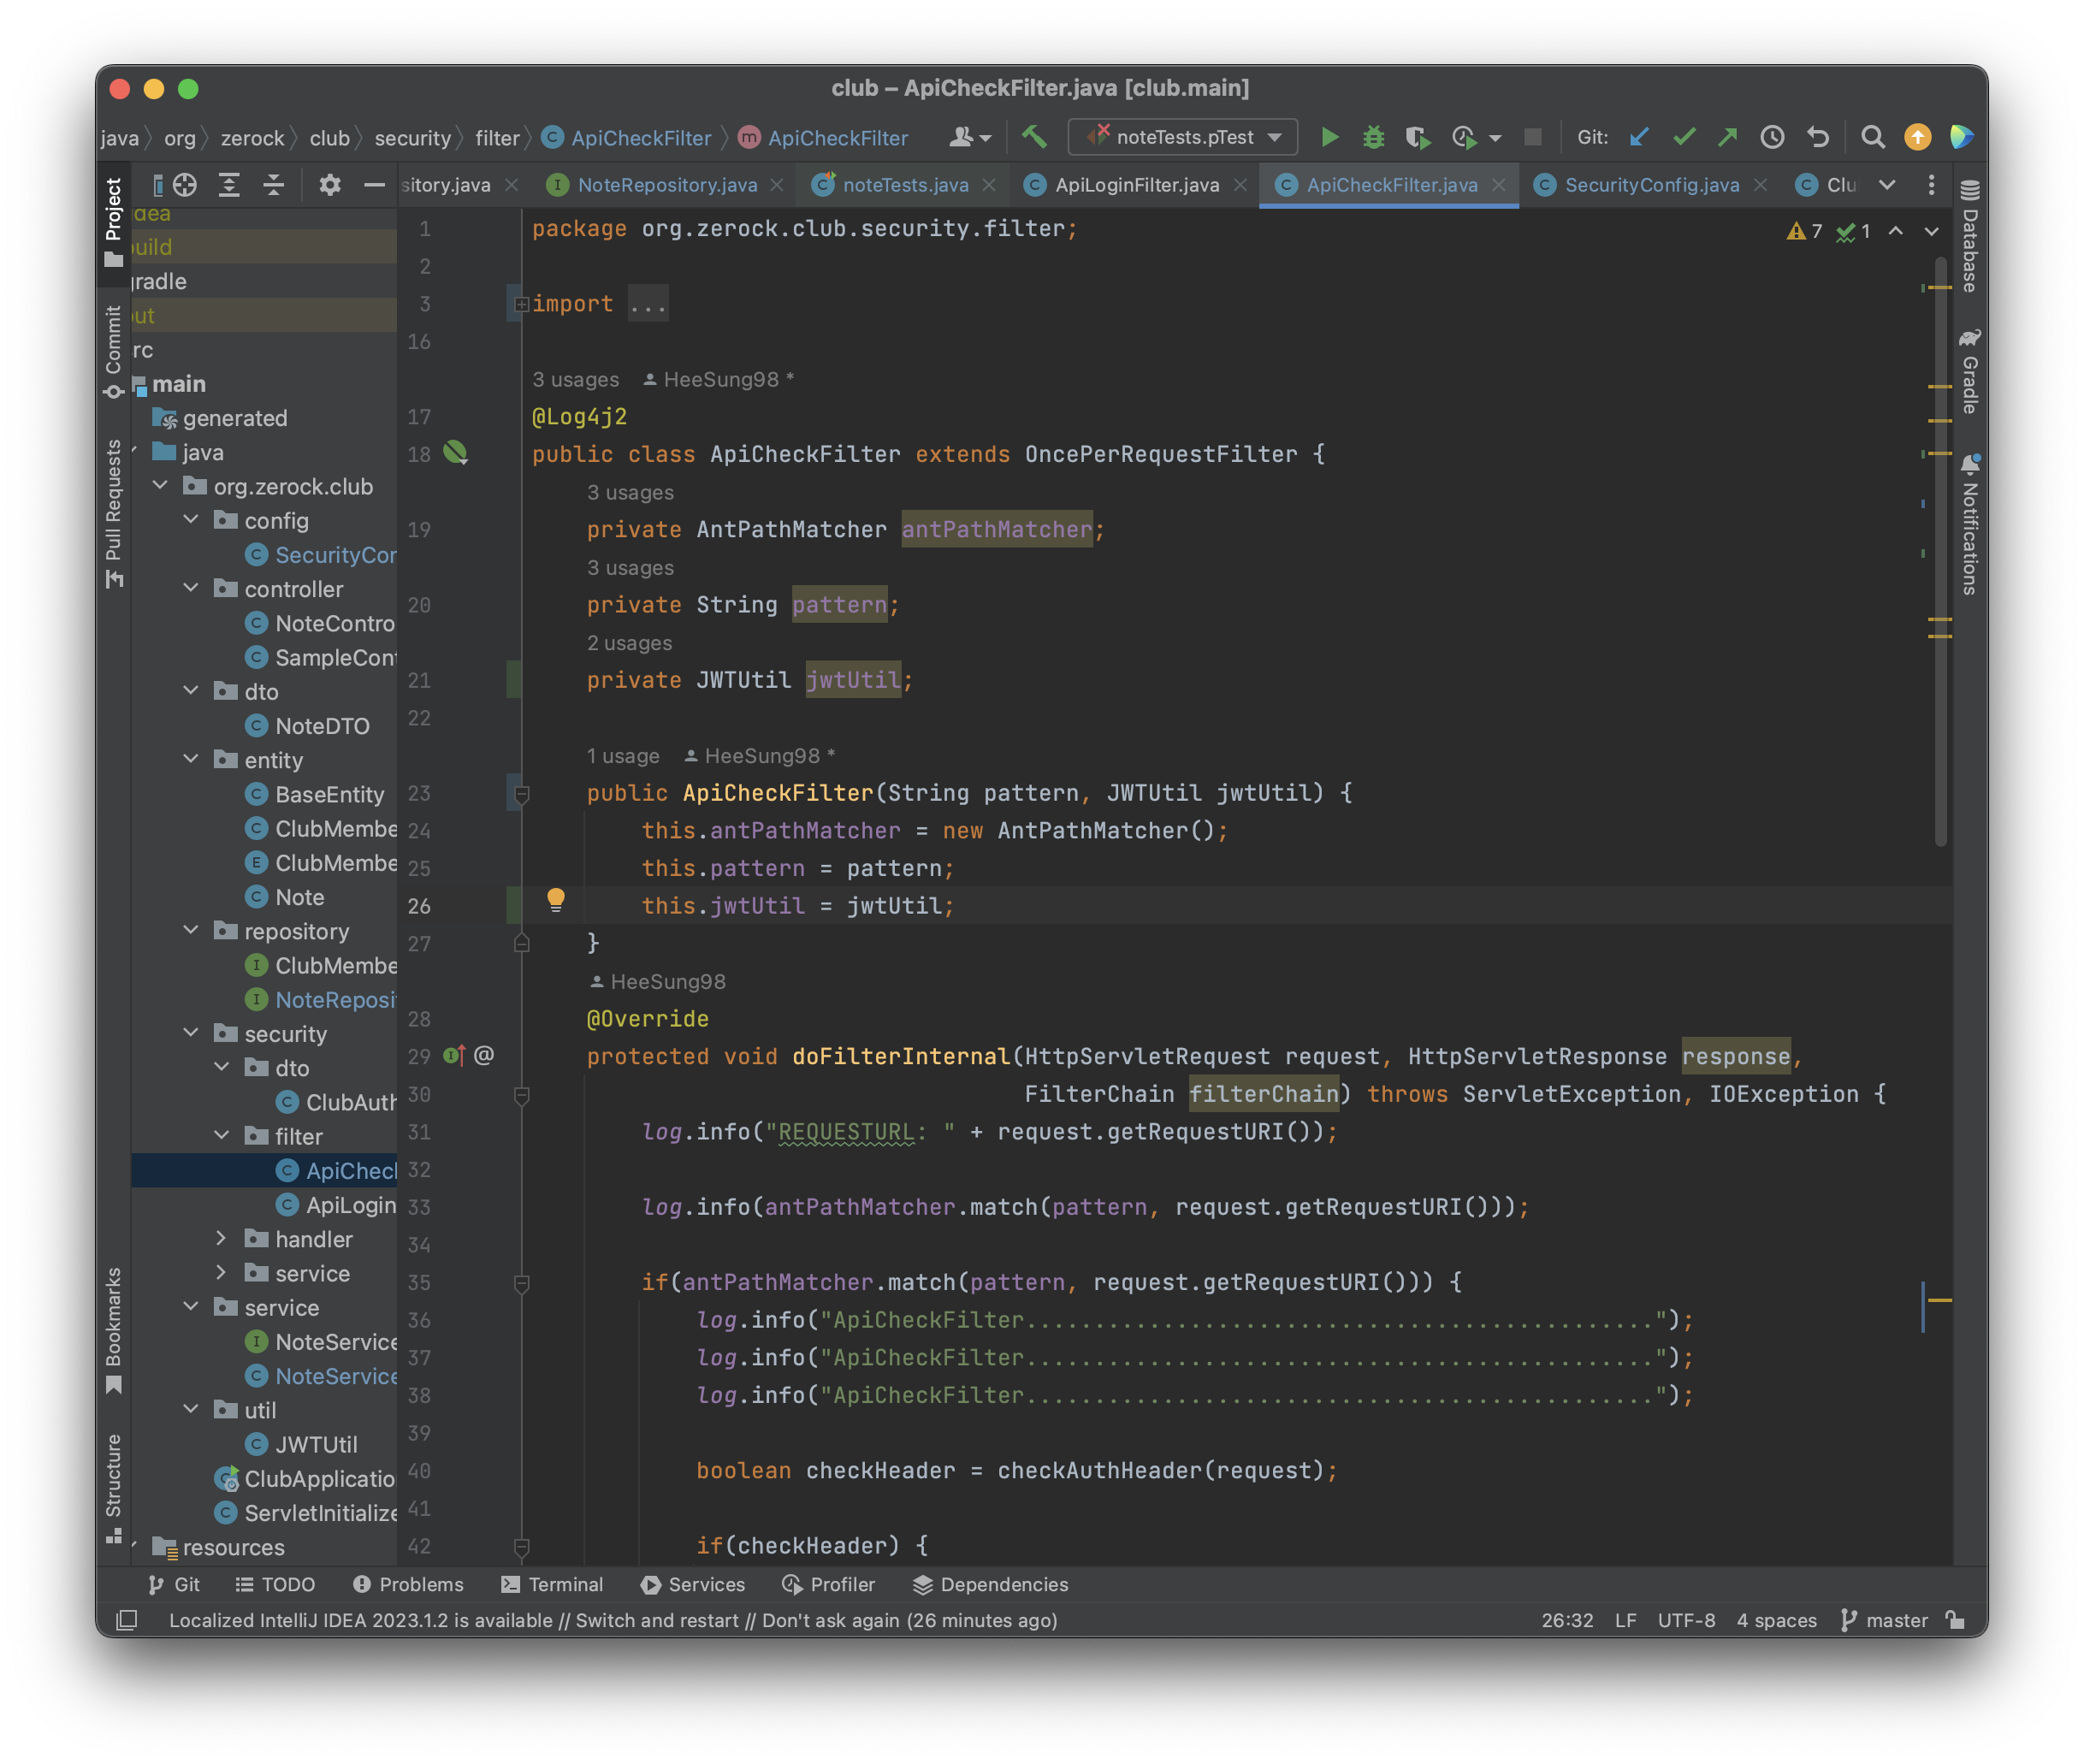 club – ApiCheckFilter.java [club.main]
java org zerock club security filter ApiCheckFilter ApiCheckFilter noteTests.pTest Git:
sitory.java NoteRepository.java noteTests.java ApiLoginFilter.java ApiCheckFilter.java SecurityConfig.java Clu
Project
Commit
Pull Requests
Bookmarks
Structure
idea
build
gradle
out
src
main
generated
java
org.zerock.club
config
SecurityCon
controller
NoteContro
SampleCont
dto
NoteDTO
entity
BaseEntity
ClubMembe
ClubMembe
Note
repository
ClubMembe
NoteReposit
security
dto
ClubAuth
filter
ApiCheck
ApiLogin
handler
service
service
NoteService
NoteService
util
JWTUtil
ClubApplicatio
ServletInitialize
resources
7 1
1 package org.zerock.club.security.filter;
2
3 import ...
16
3 usages HeeSung98 *
17 @Log4j2
18 public class ApiCheckFilter extends OncePerRequestFilter {
3 usages
19 private AntPathMatcher antPathMatcher;
3 usages
20 private String pattern;
2 usages
21 private JWTUtil jwtUtil;
22
1 usage HeeSung98 *
23 public ApiCheckFilter(String pattern, JWTUtil jwtUtil) {
24 this.antPathMatcher = new AntPathMatcher();
25 this.pattern = pattern;
26 this.jwtUtil = jwtUtil;
27 }
HeeSung98
28 @Override
29 protected void doFilterInternal(HttpServletRequest request, HttpServletResponse response,
30 FilterChain filterChain) throws ServletException, IOException {
31 log.info("REQUESTURL: " + request.getRequestURI());
32
33 log.info(antPathMatcher.match(pattern, request.getRequestURI()));
34
35 if(antPathMatcher.match(pattern, request.getRequestURI())) {
36 log.info("ApiCheckFilter..............................................");
37 log.info("ApiCheckFilter..............................................");
38 log.info("ApiCheckFilter..............................................");
39
40 boolean checkHeader = checkAuthHeader(request);
41
42 if(checkHeader) {
Database
Gradle
Notifications
Git TODO Problems Terminal Services Profiler Dependencies
Localized IntelliJ IDEA 2023.1.2 is available // Switch and restart // Don't ask again (26 minutes ago) 26:32 LF UTF-8 4 spaces master